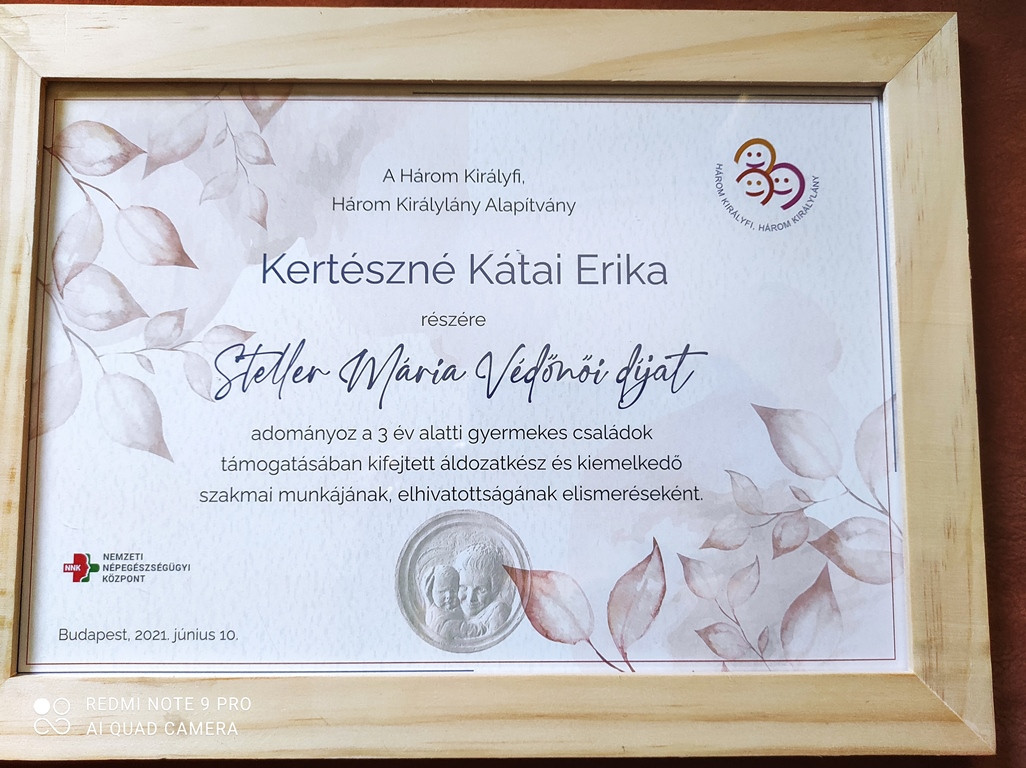 A Három Királyfi,
Három Királylány Alapítvány
HÁROM KIRÁLYFI, HÁROM KIRÁLYLÁNY
Kertészné Kátai Erika
részére
Steller Mária Védőnői díjat
adományoz a 3 év alatti gyermekes családok
támogatásában kifejtett áldozatkész és kiemelkedő
szakmai munkájának, elhivatottságának elismeréseként.
NNK
NEMZETI
NÉPEGÉSZSÉGÜGYI
KÖZPONT
Budapest, 2021. június 10.
REDMI NOTE 9 PRO
AI QUAD CAMERA